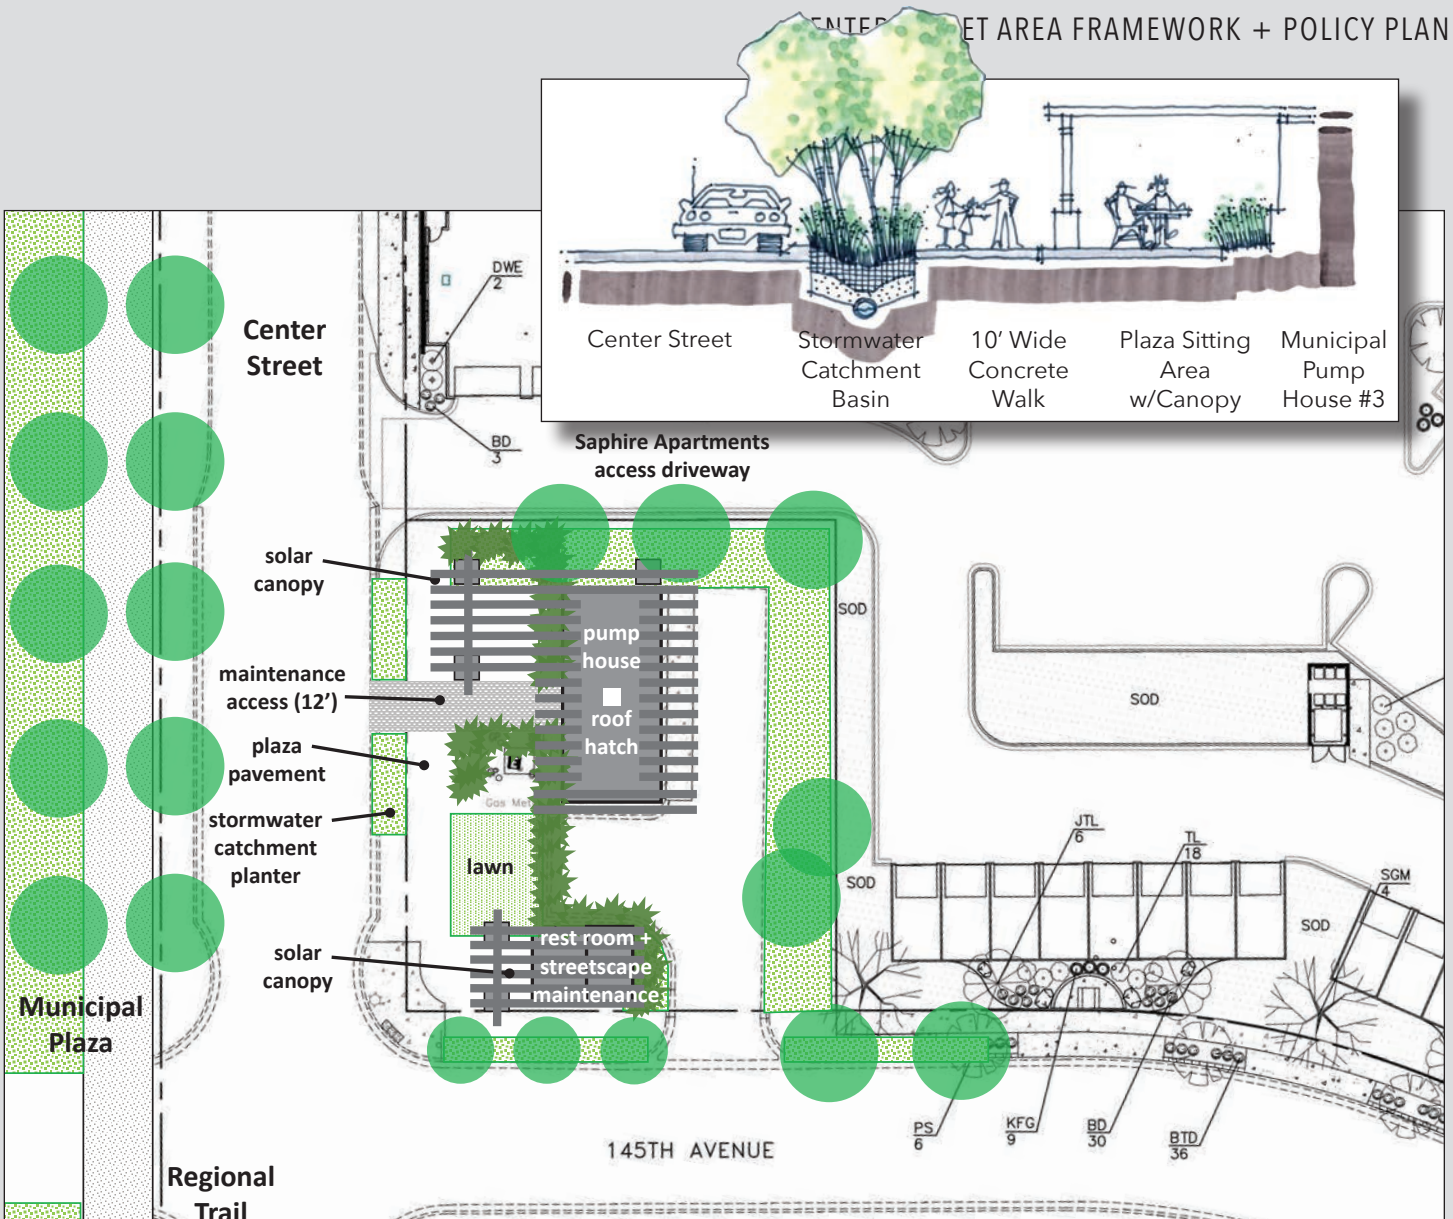 ENTER
ET AREA FRAMEWORK + POLICY PLAN
Center Street
Stormwater
Catchment
Basin
10' Wide
Concrete
Walk
Plaza Sitting
Area
w/Canopy
Municipal
Pump
House #3
Center
Street
DWE
2
BD
3
Saphire Apartments
access driveway
solar
canopy
SOD
pump
house
maintenance
access (12')
SOD
roof
hatch
plaza
pavement
Gas Met
stormwater
catchment
planter
JTL
6
TL
18
lawn
SOD
SGM
4
SOD
solar
canopy
rest room +
streetscape
maintenance
Municipal
Plaza
PS
6
KFG
9
BD
30
BTD
36
145TH AVENUE
Regional
Trail